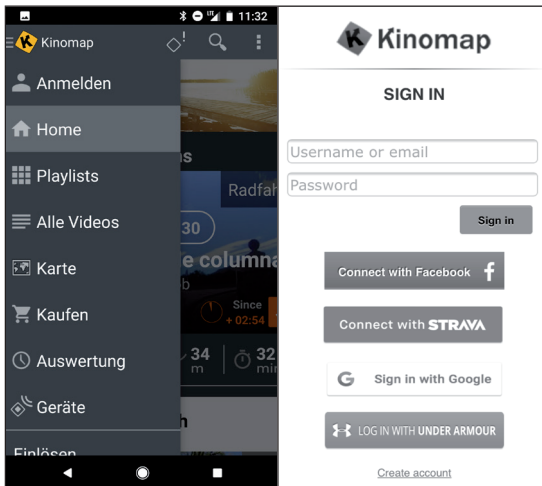 11:32
Kinomap
Anmelden
Home
Playlists
Alle Videos
Karte
Kaufen
Auswertung
Geräte
Einlösen
Radfah
30
e columna
Since
+ 02:54
34
m
32
min
Kinomap
SIGN IN
Username or email
Password
Sign in
Connect with Facebook
Connect with STRAVA
G Sign in with Google
LOG IN WITH UNDER ARMOUR
Create account